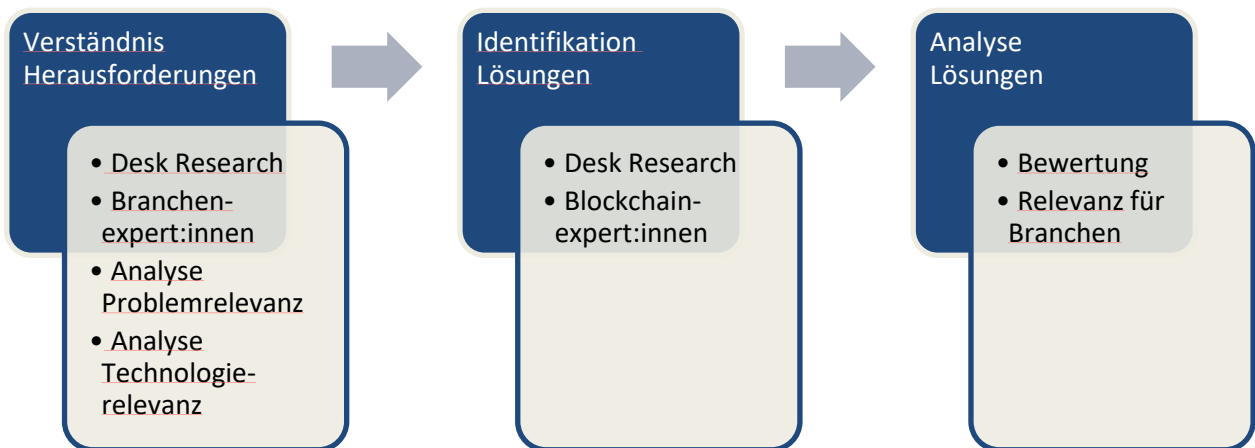 Verständnis
Herausforderungen
• Desk Research
• Branchen-
expert:innen
• Analyse
Problemrelevanz
• Analyse
Technologie-
relevanz
Identifikation
Lösungen
• Desk Research
• Blockchain-
expert:innen
Analyse
Lösungen
• Bewertung
• Relevanz für
Branchen